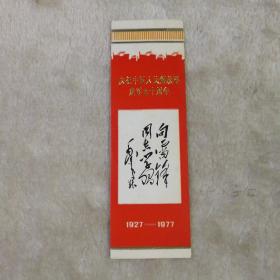 庆祝中国人民解放军
建军五十周年
向雷锋
同志学习
毛泽东
1927——1977